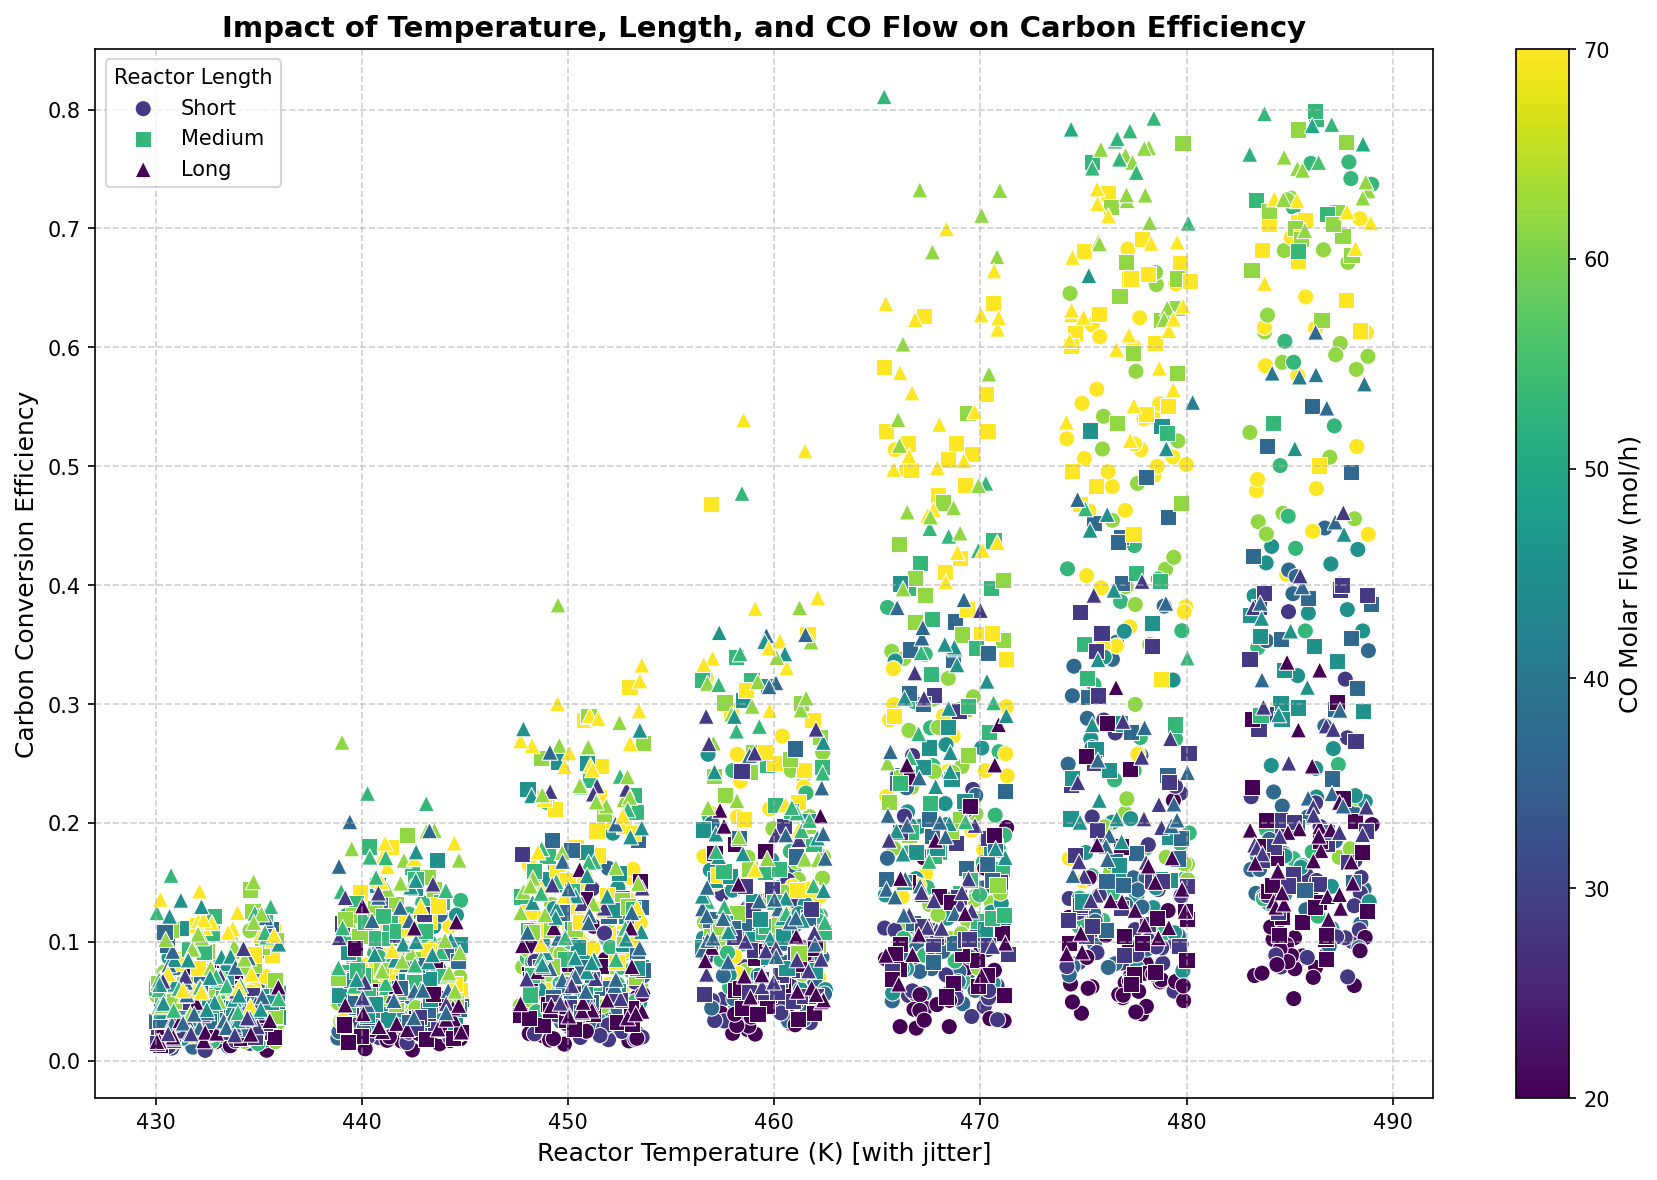 Impact of Temperature, Length, and CO Flow on Carbon Efficiency
Reactor Length
Short
Medium
Long
Carbon Conversion Efficiency
0.8
0.7
0.6
0.5
0.4
0.3
0.2
0.1
0.0
430 440 450 460 470 480 490
Reactor Temperature (K) [with jitter]
70
60
50
40
30
20
CO Molar Flow (mol/h)